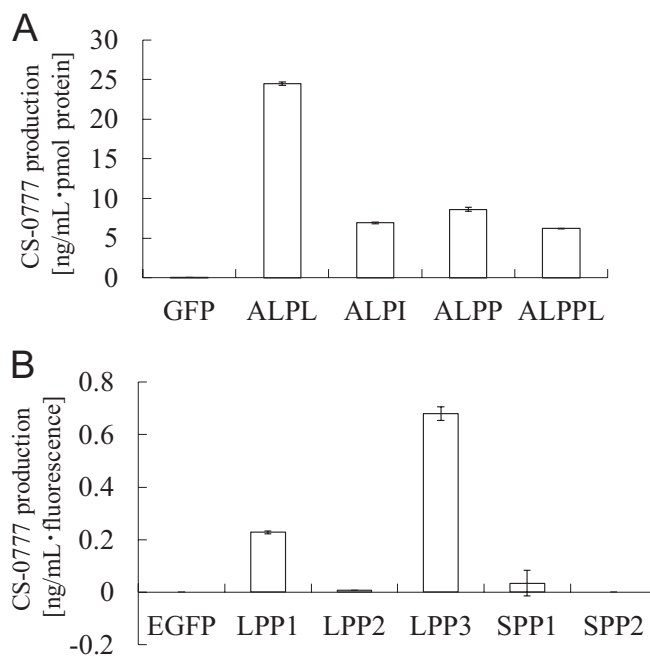 A
CS-0777 production
[ng/mL･pmol protein]
30
25
20
15
10
5
0
GFP ALPL ALPI ALPP ALPPL
B
CS-0777 production
[ng/mL･fluorescence]
0.8
0.6
0.4
0.2
0
-0.2
EGFP LPP1 LPP2 LPP3 SPP1 SPP2